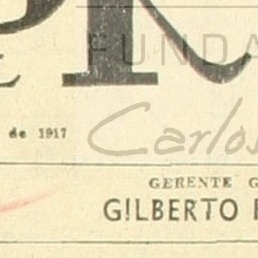 FUNDA
de 1917
Carlos
GERENTE G
GILBERTO